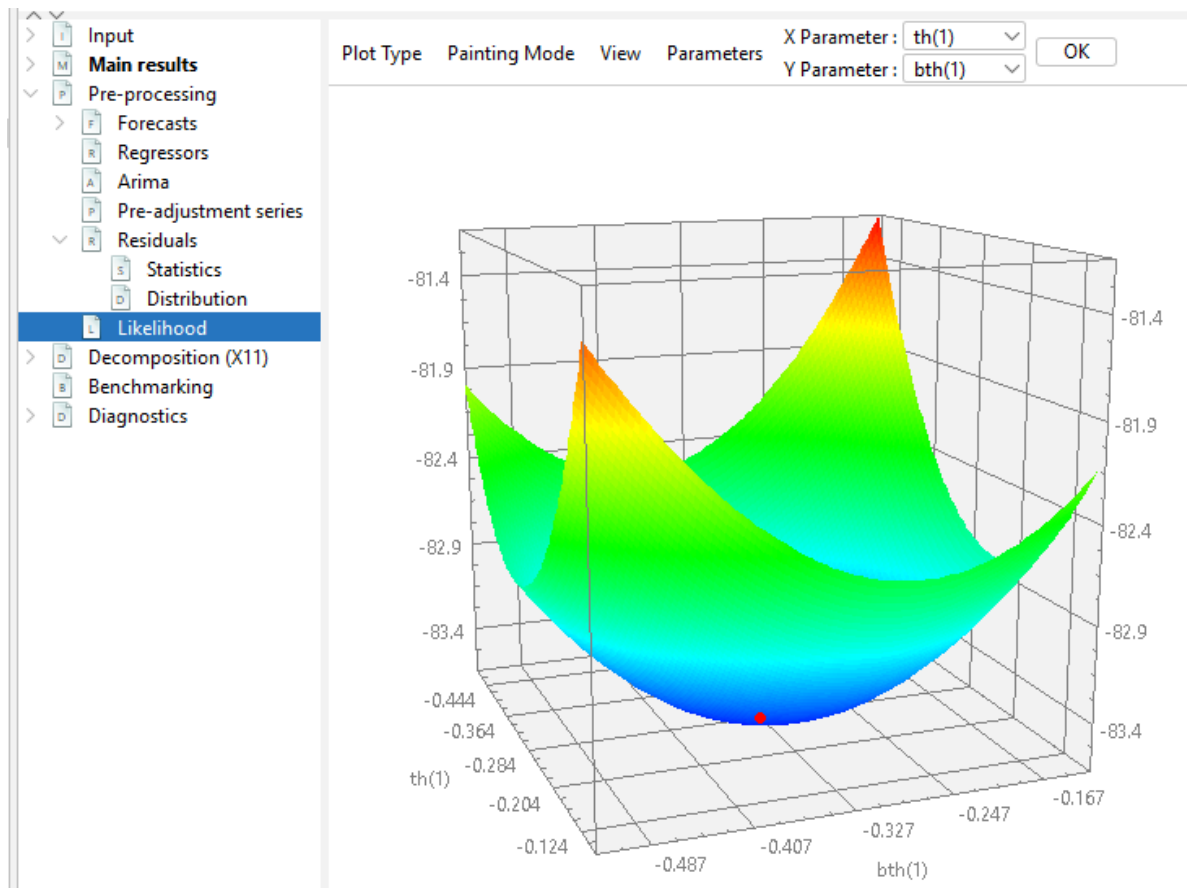 Input
Main results
Pre-processing
Forecasts
Regressors
Arima
Pre-adjustment series
Residuals
Statistics
Distribution
Likelihood
Decomposition (X11)
Benchmarking
Diagnostics
Plot Type Painting Mode View Parameters
X Parameter : th(1)
Y Parameter : bth(1)
OK
-81.4
-81.9
-82.4
-82.9
-83.4
-81.4
-81.9
-82.4
-82.9
-83.4
-0.444
-0.364
-0.284
-0.204
-0.124
th(1)
-0.487
-0.407
-0.327
-0.247
-0.167
bth(1)